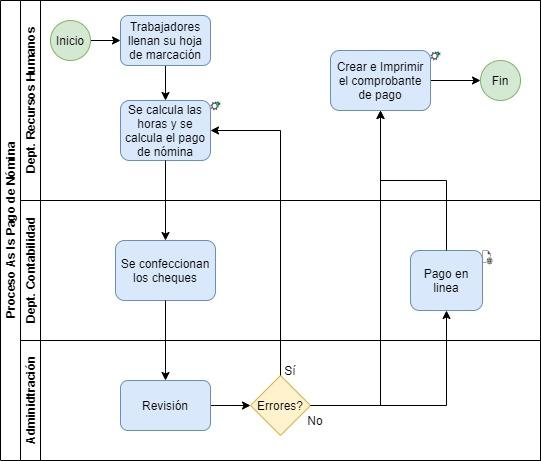 Proceso As Is Pago de Nómina
Dept. Recursos Humanos
Inicio
Trabajadores
llenan su hoja
de marcación
Se calcula las
horas y se
calcula el pago
de nómina
Crear e Imprimir
el comprobante
de pago
Fin
Dept. Contabilidad
Se confeccionan
los cheques
Pago en
linea
Adminidtración
Revisión
Errores?
Sí
No